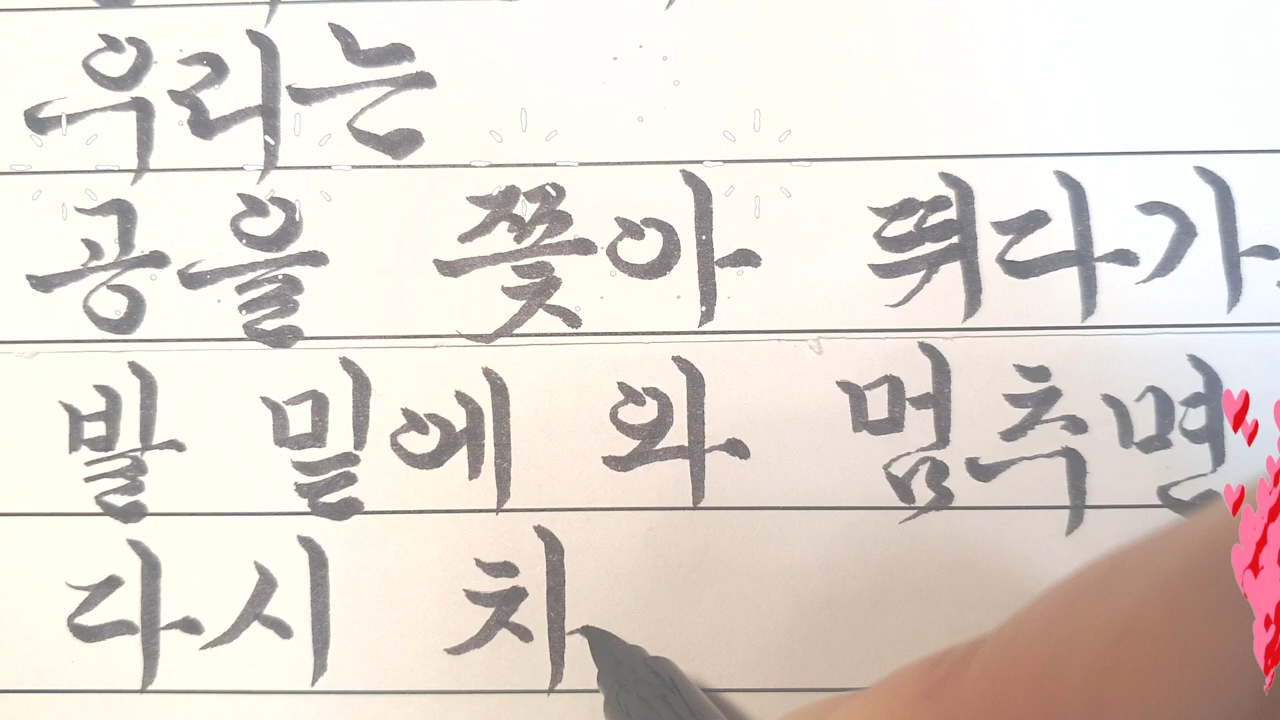 우리는
공을 쫓아 뛰다가
발 밑에 와 멈추면
다시 치